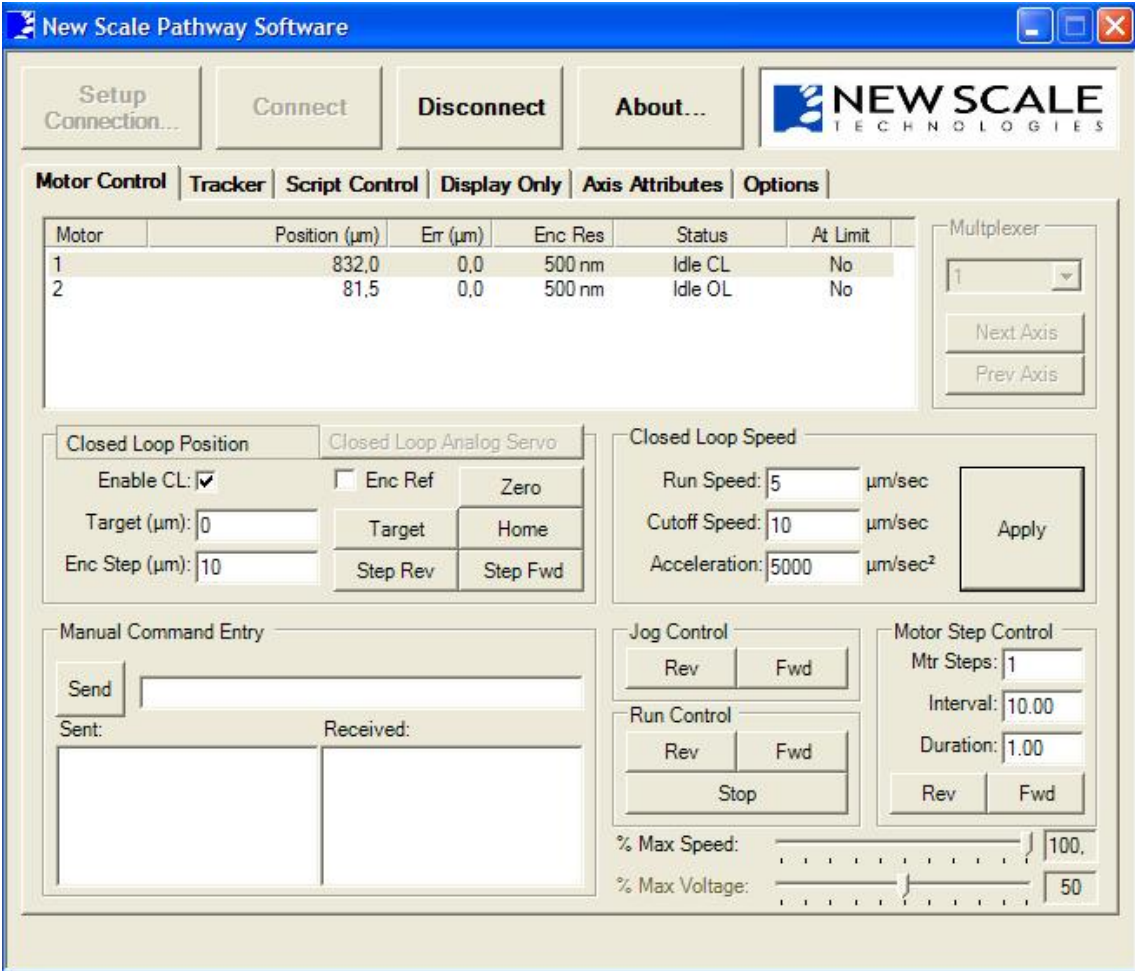 New Scale Pathway Software
Setup Connection...
Connect
Disconnect
About...
NEW SCALE
TECHNOLOGIES
Motor Control Tracker Script Control Display Only Axis Attributes Options
Motor Position (µm) Err (µm) Enc Res Status At Limit
1 832,0 0,0 500 nm Idle CL No
2 81,5 0,0 500 nm Idle OL No
Multplexer
1
Next Axis
Prev Axis
Closed Loop Position
Closed Loop Analog Servo
Enable CL:
Enc Ref
Zero
Target (µm): 0
Target
Home
Enc Step (µm): 10
Step Rev
Step Fwd
Closed Loop Speed
Run Speed: 5 µm/sec
Cutoff Speed: 10 µm/sec
Acceleration: 5000 µm/sec²
Apply
Manual Command Entry
Send
Sent:
Received:
Jog Control
Rev Fwd
Run Control
Rev Fwd
Stop
Motor Step Control
Mtr Steps: 1
Interval: 10.00
Duration: 1.00
Rev Fwd
% Max Speed: 100,
% Max Voltage: 50